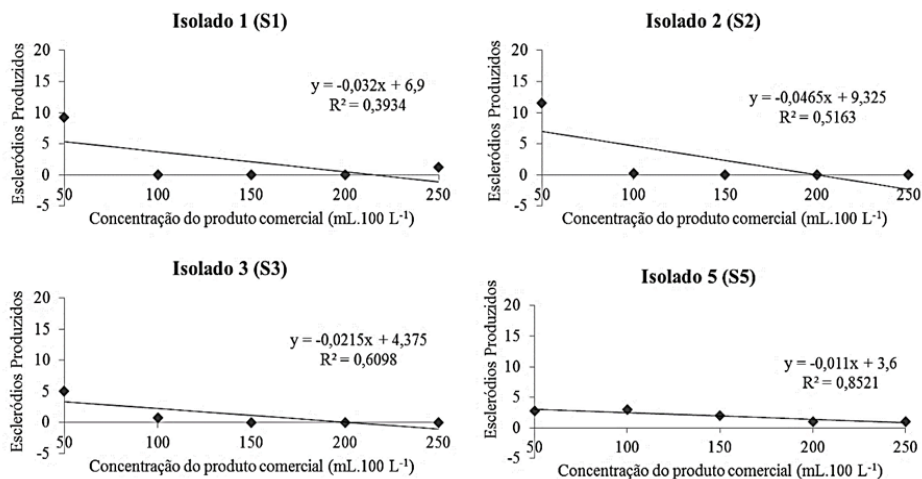 Isolado 1 (S1)
Escleródios Produzidos
20
15
10
5
0
-5
y = -0,032x + 6,9
R² = 0,3934
50 100 150 200 250
Concentração do produto comercial (mL.100 L⁻¹)
Isolado 2 (S2)
Escleródios Produzidos
20
15
10
5
0
-5
y = -0,0465x + 9,325
R² = 0,5163
50 100 150 200 250
Concentração do produto comercial (mL.100 L⁻¹)
Isolado 3 (S3)
Escleródios Produzidos
20
15
10
5
0
-5
y = -0,0215x + 4,375
R² = 0,6098
50 100 150 200 250
Concentração do produto comercial (mL.100 L⁻¹)
Isolado 5 (S5)
Escleródios Produzidos
20
15
10
5
0
-5
y = -0,011x + 3,6
R² = 0,8521
50 100 150 200 250
Concentração do produto comercial (mL.100 L⁻¹)